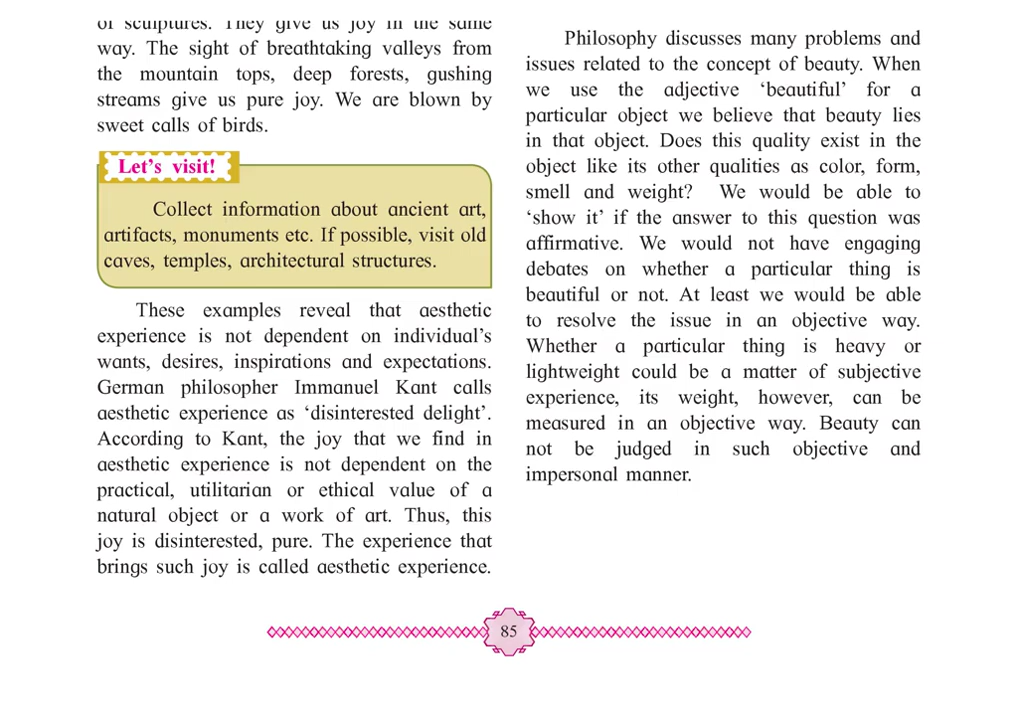 of sculptures. They give us joy in the same
way. The sight of breathtaking valleys from
the mountain tops, deep forests, gushing
streams give us pure joy. We are blown by
sweet calls of birds.
Let's visit!
Collect information about ancient art,
artifacts, monuments etc. If possible, visit old
caves, temples, architectural structures.
These examples reveal that aesthetic
experience is not dependent on individual's
wants, desires, inspirations and expectations.
German philosopher Immanuel Kant calls
aesthetic experience as 'disinterested delight'.
According to Kant, the joy that we find in
aesthetic experience is not dependent on the
practical, utilitarian or ethical value of a
natural object or a work of art. Thus, this
joy is disinterested, pure. The experience that
brings such joy is called aesthetic experience.
Philosophy discusses many problems and
issues related to the concept of beauty. When
we use the adjective 'beautiful' for a
particular object we believe that beauty lies
in that object. Does this quality exist in the
object like its other qualities as color, form,
smell and weight? We would be able to
'show it' if the answer to this question was
affirmative. We would not have engaging
debates on whether a particular thing is
beautiful or not. At least we would be able
to resolve the issue in an objective way.
Whether a particular thing is heavy or
lightweight could be a matter of subjective
experience, its weight, however, can be
measured in an objective way. Beauty can
not be judged in such objective and
impersonal manner.
85